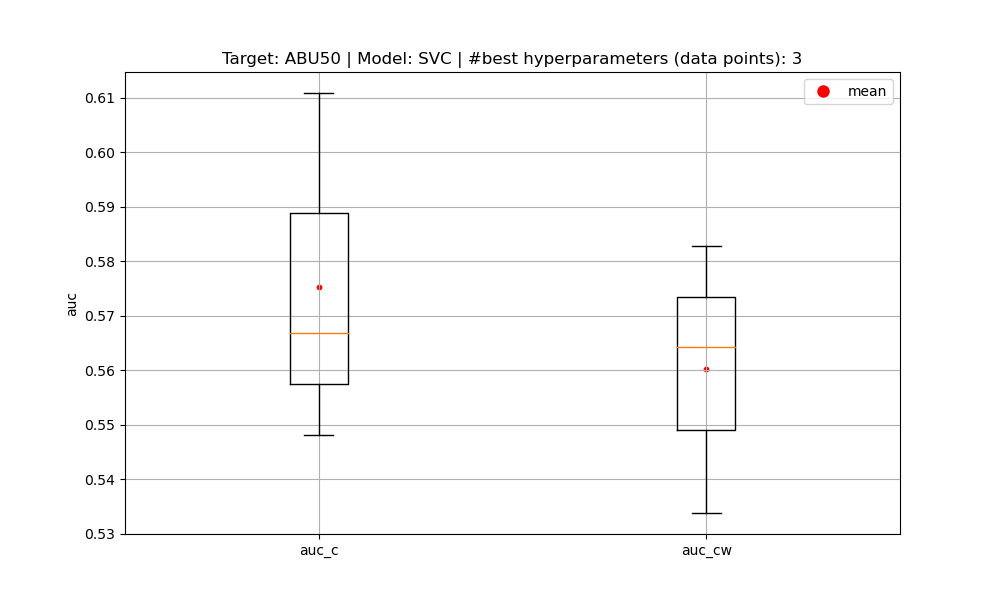 Target: ABU50 | Model: SVC | #best hyperparameters (data points): 3
mean
0.61
0.60
0.59
0.58
0.57
0.56
0.55
0.54
0.53
auc
auc_c
auc_cw